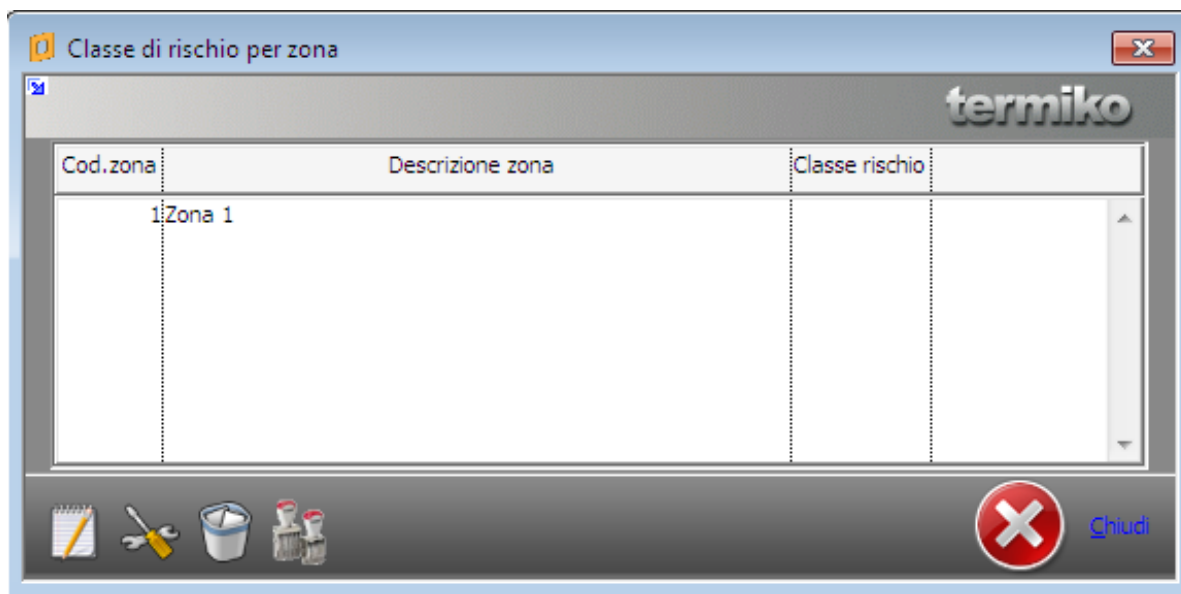 Classe di rischio per zona
termiko
Cod.zona Descrizione zona Classe rischio
1 Zona 1
Chiudi